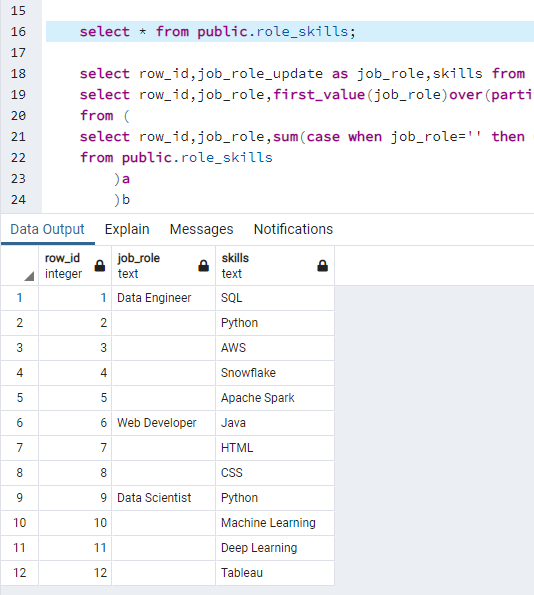 15
16 select * from public.role_skills;
17
18 select row_id,job_role_update as job_role,skills from
19 select row_id,job_role,first_value(job_role)over(parti
20 from (
21 select row_id,job_role,sum(case when job_role='' then
22 from public.role_skills
23 )a
24 )b
Data Output Explain Messages Notifications
row_id job_role skills
integer text text
1 1 Data Engineer SQL
2 2 Python
3 3 AWS
4 4 Snowflake
5 5 Apache Spark
6 6 Web Developer Java
7 7 HTML
8 8 CSS
9 9 Data Scientist Python
10 10 Machine Learning
11 11 Deep Learning
12 12 Tableau